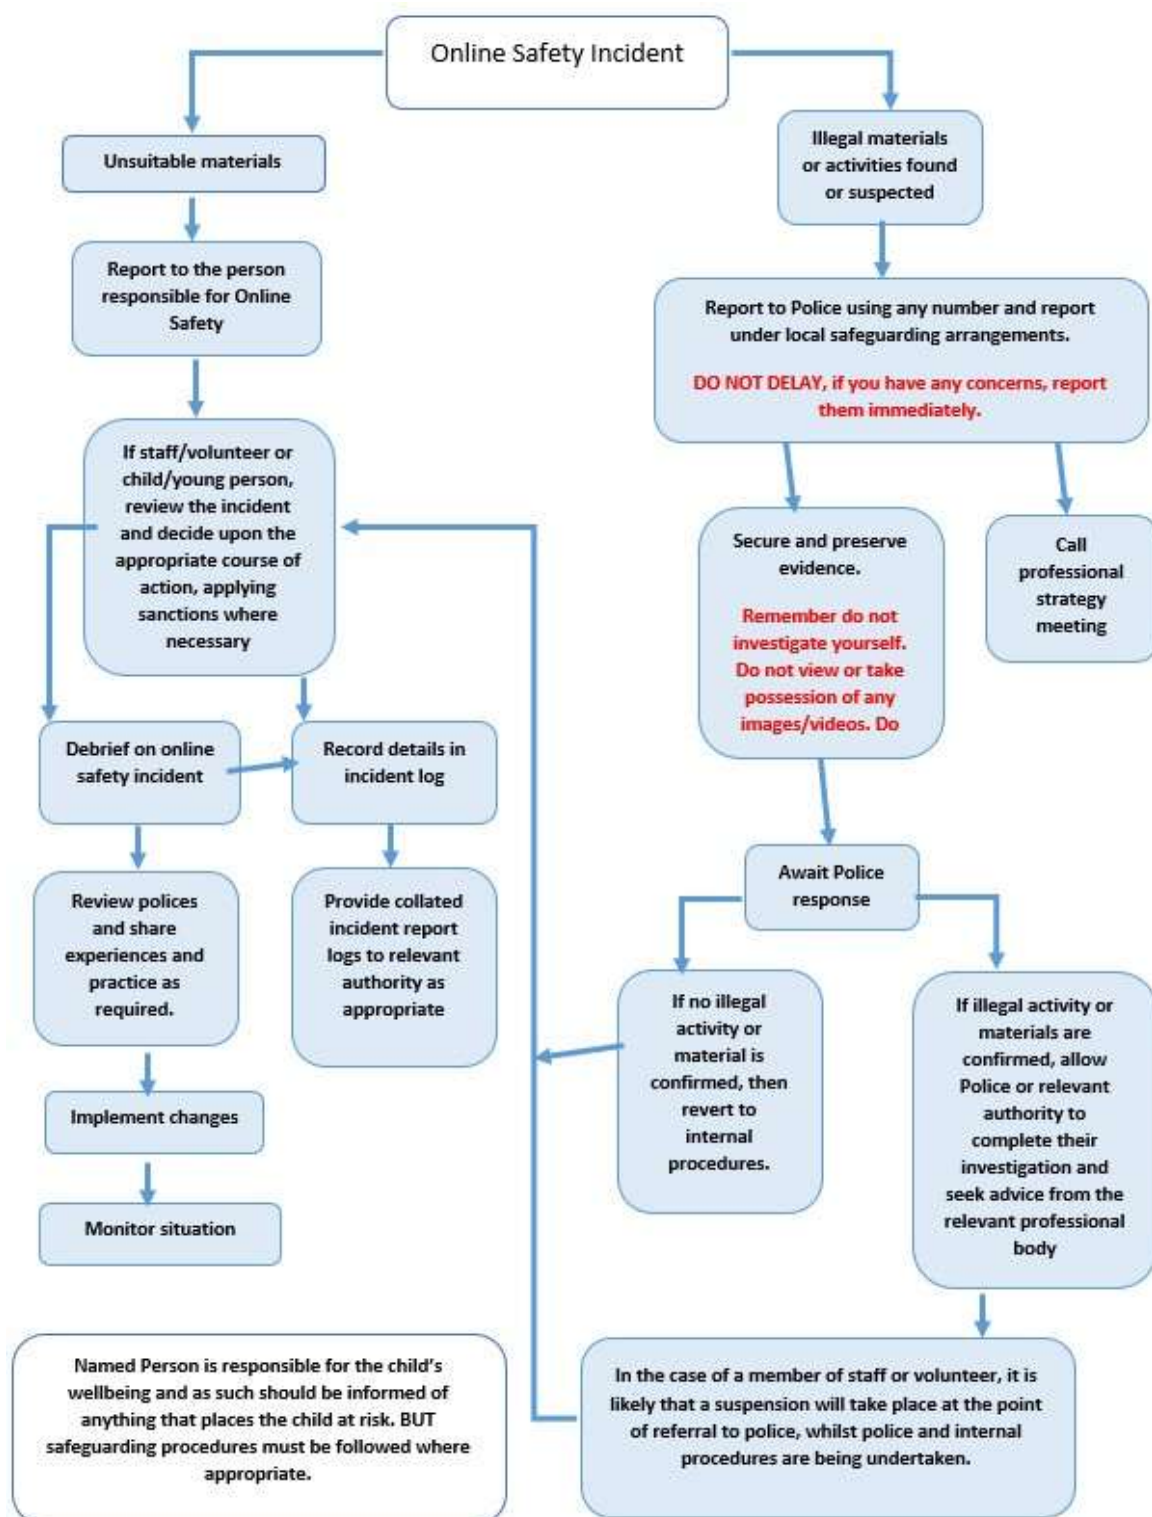 Online Safety Incident
Unsuitable materials
Report to the person
responsible for Online
Safety
If staff/volunteer or
child/young person,
review the incident
and decide upon the
appropriate course of
action, applying
sanctions where
necessary
Debrief on online
safety incident
Record details in
incident log
Review polices
and share
experiences and
practice as
required.
Provide collated
incident report
logs to relevant
authority as
appropriate
Implement changes
Monitor situation
Illegal materials
or activities found
or suspected
Report to Police using any number and report
under local safeguarding arrangements.
DO NOT DELAY, if you have any concerns, report
them immediately.
Secure and preserve
evidence.
Remember do not
investigate yourself.
Do not view or take
possession of any
images/videos. Do
Call
professional
strategy
meeting
Await Police
response
If no illegal
activity or
material is
confirmed, then
revert to
internal
procedures.
If illegal activity or
materials are
confirmed, allow
Police or relevant
authority to
complete their
investigation and
seek advice from the
relevant professional
body
In the case of a member of staff or volunteer, it is
likely that a suspension will take place at the point
of referral to police, whilst police and internal
procedures are being undertaken.
Named Person is responsible for the child’s
wellbeing and as such should be informed of
anything that places the child at risk. BUT
safeguarding procedures must be followed where
appropriate.